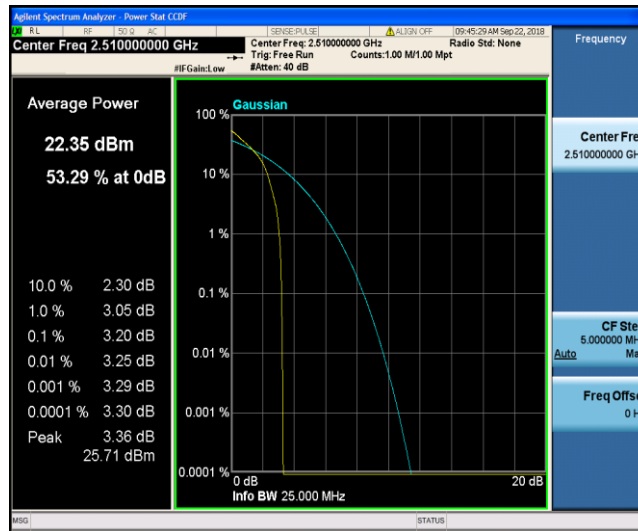 Agilent Spectrum Analyzer - Power Stat CCDF
RL RF 50 Ω AC SENSE:PULSE ALIGN OFF 09:45:29 AM Sep 22, 2018
Center Freq 2.510000000 GHz
Center Freq: 2.510000000 GHz Radio Std: None
Trig: Free Run Counts:1.00 M/1.00 Mpt
#IFGain:Low #Atten: 40 dB
Frequency
Average Power
22.35 dBm
53.29 % at 0dB
10.0 % 2.30 dB
1.0 % 3.05 dB
0.1 % 3.20 dB
0.01 % 3.25 dB
0.001 % 3.29 dB
0.0001 % 3.30 dB
Peak 3.36 dB
25.71 dBm
Gaussian
100 %
10 %
1 %
0.1 %
0.01 %
0.001 %
0.0001 %
0 dB 20 dB
Info BW 25.000 MHz
Center Fre
2.510000000 GH
CF Ste
5.000000 MH
Auto Ma
Freq Offse
0 H
MSG STATUS